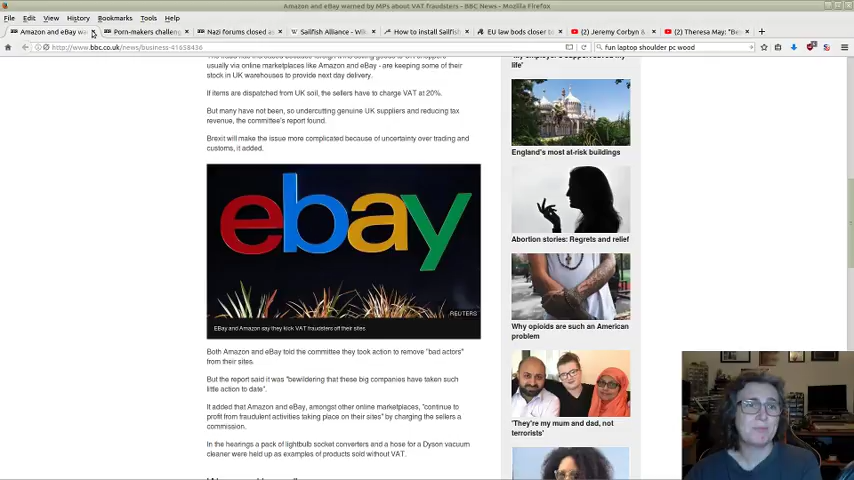 Amazon and eBay warned by MPs about VAT fraudsters - BBC News - Mozilla Firefox
File Edit View History Bookmarks Tools Help
Amazon and eBay wa
Porn-makers challeng
Nazi forums closed as
Sailfish Alliance - Wik
How to install Sailfish
EU law bods closer to
(2) Jeremy Corbyn &
(2) Theresa May: "Be
www.bbc.co.uk/news/business-41658436
fun laptop shoulder pc wood
usually via online marketplaces like Amazon and eBay - are keeping some of their
stock in UK warehouses to provide next day delivery.
If items are dispatched from UK soil, the sellers have to charge VAT at 20%.
But many have not been, so undercutting genuine UK suppliers and reducing tax
revenue, the committee's report found.
Brexit will make the issue more complicated because of uncertainty over trading and
customs, it added.
ebay
REUTERS
EBay and Amazon say they kick VAT fraudsters off their sites
Both Amazon and eBay told the committee they took action to remove "bad actors"
from their sites.
But the report said it was "bewildering that these big companies have taken such
little action to date".
It added that Amazon and eBay, amongst other online marketplaces, "continue to
profit from fraudulent activities taking place on their sites" by charging the sellers a
commission.
In the hearings a pack of lightbulb socket converters and a hose for a Dyson vacuum
cleaner were held up as examples of products sold without VAT.
life'
England's most at-risk buildings
Abortion stories: Regrets and relief
Why opioids are such an American
problem
'They're my mum and dad, not
terrorists'